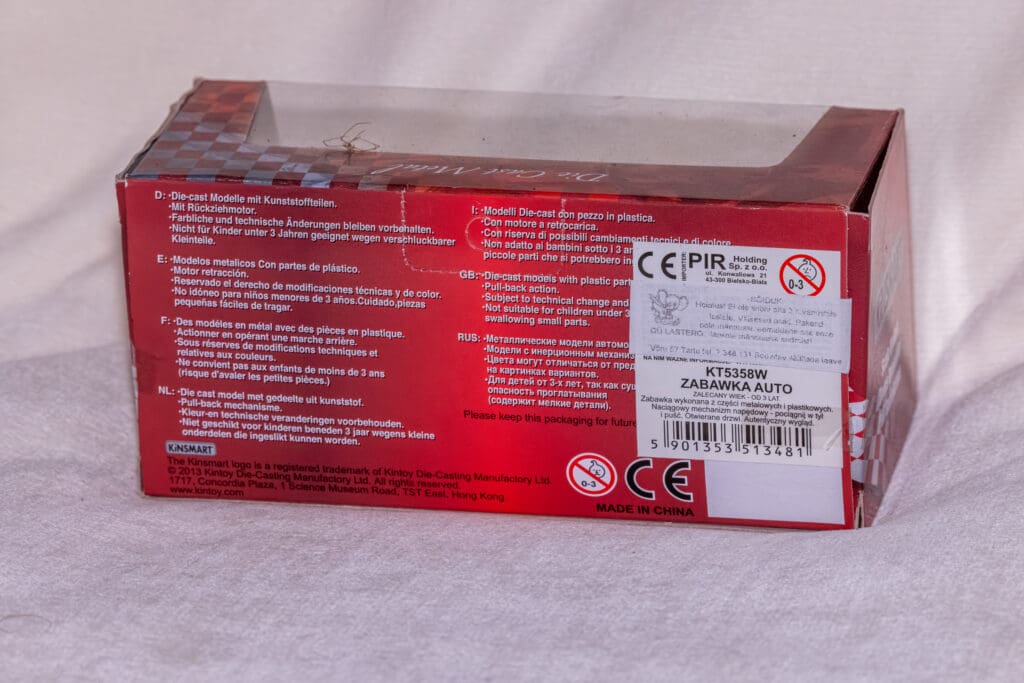 Die Cast Metal
D: •Die-cast Modelle mit Kunststoffteilen.
•Mit Rückziehmotor.
•Farbliche und technische Änderungen bleiben vorbehalten.
•Nicht für Kinder unter 3 Jahren geeignet wegen verschluckbarer
Kleinteile.
E: •Modelos metalicos Con partes de plástico.
•Motor retracción.
•Reservado el derecho de modificaciones técnicas y de color.
•No idóneo para niños menores de 3 años.Cuidado,piezas
pequeñas fáciles de tragar.
F: •Des modéles en métal avec des pièces en plastique.
•Actionner en opérant une marche arrière.
•Sous réserves de modifications techniques et
relatives aux couleurs.
•Ne convient pas aux enfants de moins de 3 ans
(risque d'avaler les petites pièces.)
NL: •Die cast model met gedeelte uit kunststof.
•Pull-back mechanisme.
•Kleur-en technische veranderingen voorbehouden.
•Niet geschikt voor kinderen beneden 3 jaar wegens kleine
onderdelen die ingeslikt kunnen worden.
KiNSMART
The Kinsmart logo is a registered trademark of Kintoy Die-Casting Manufactory Ltd.
© 2013 Kintoy Die-Casting Manufactory Ltd. All rights reserved.
1717, Concordia Plaza, 1 Science Museum Road, TST East, Hong Kong
www.kintoy.com
I: •Modelli Die-cast con pezzo in plastica.
•Con motore a retrocarica.
•Con riserva di possibili cambiamenti tecnici e di colore
•Non adatto ai bambini sotto i 3
piccole parti che si potrebbero
GB: •Die-cast models with plastic
•Pull-back action.
•Subject to technical change and
•Not suitable for children under 3
swallowing small parts.
RUS: •Металлические модели
•Модели с инерционным
•Цвета могут отличаться от
на картинках вариантов.
•Для детей от 3-х лет, так как
опасность проглатывания
(содержит мелкие детали).
Please keep this packaging for future
0-3
CE
MADE IN CHINA
CE
IMPORTER:
PIR Holding
Sp. z o.o.
ul. Konwaliowa 21
43-300 Bielsko-Biała
0-3
KT5358W
ZABAWKA AUTO
ZALECANY WIEK - OD 3 LAT
Zabawka wykonana z części metalowych i plastikowych.
Naciągowy mechanizm napędowy - pociągnij w tył
i puść. Otwierane drzwi. Autentyczny wygląd.
5 901353 513481